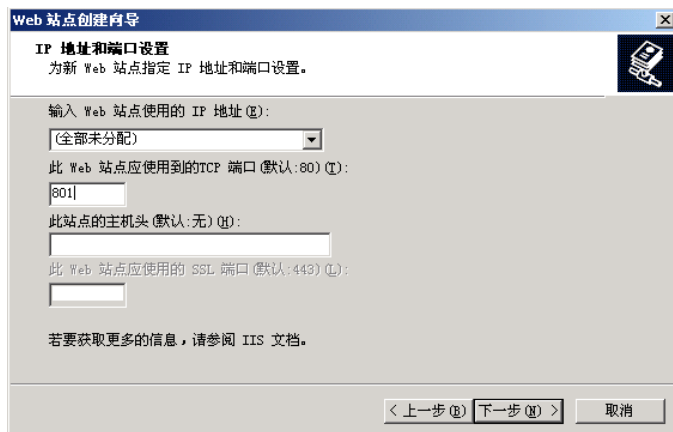 Web 站点创建向导
IP 地址和端口设置
为新 Web 站点指定 IP 地址和端口设置。
输入 Web 站点使用的 IP 地址(E):
(全部未分配)
此 Web 站点应使用到的TCP 端口(默认:80)(T):
801
此站点的主机头(默认:无)(H):
此 Web 站点应使用的 SSL 端口(默认:443)(L):
若要获取更多的信息,请参阅 IIS 文档。
< 上一步(B) 下一步(N) > 取消